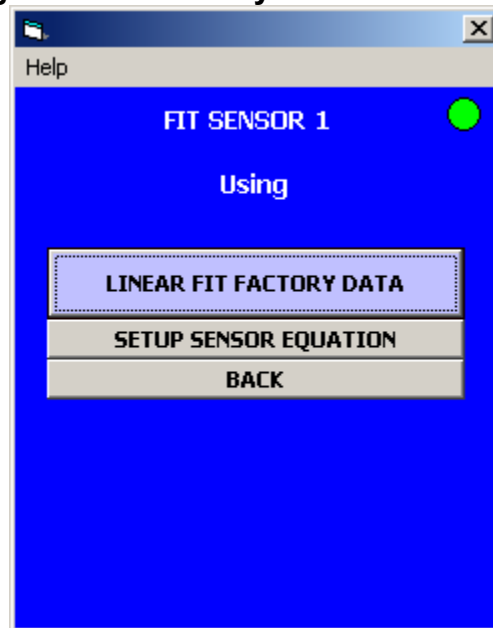 Help
FIT SENSOR 1
Using
LINEAR FIT FACTORY DATA
SETUP SENSOR EQUATION
BACK